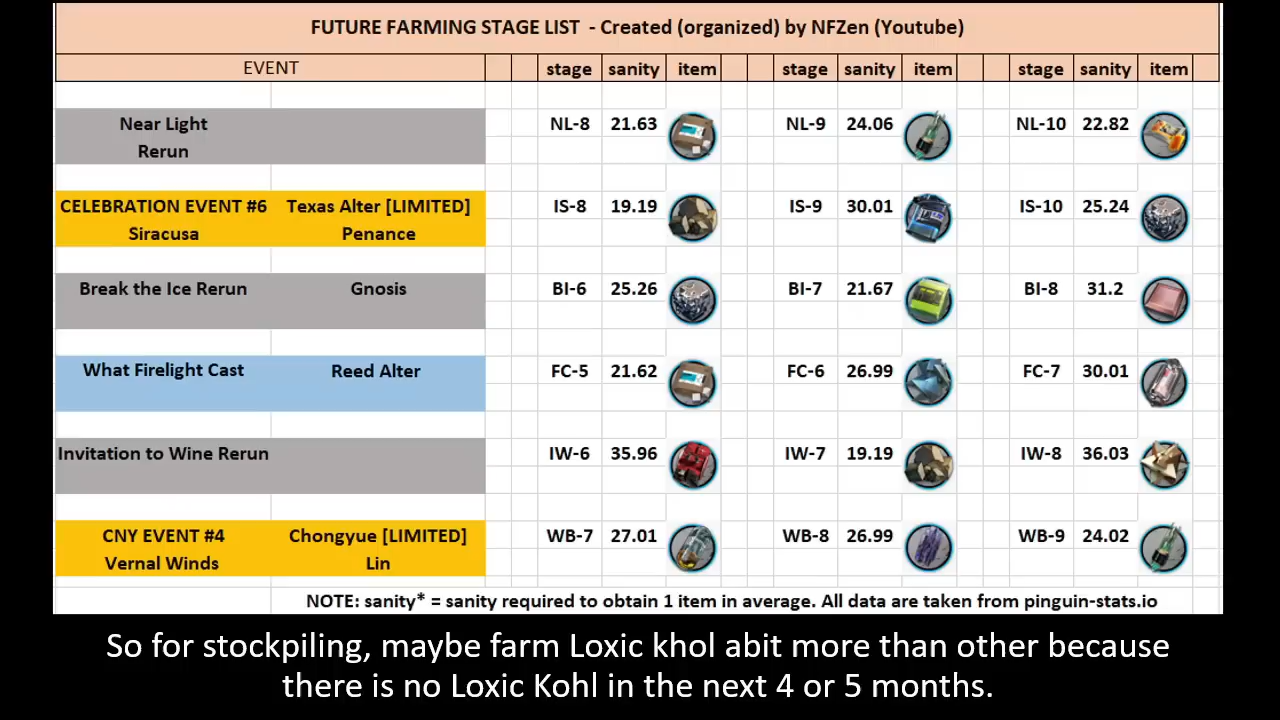 FUTURE FARMING STAGE LIST - Created (organized) by NFZen (Youtube)
EVENT stage sanity item stage sanity item stage sanity item
Near Light NL-8 21.63 NL-9 24.06 NL-10 22.82
Rerun
CELEBRATION EVENT #6 Texas Alter [LIMITED] IS-8 19.19 IS-9 30.01 IS-10 25.24
Siracusa Penance
Break the Ice Rerun Gnosis BI-6 25.26 BI-7 21.67 BI-8 31.2
What Firelight Cast Reed Alter FC-5 21.62 FC-6 26.99 FC-7 30.01
Invitation to Wine Rerun IW-6 35.96 IW-7 19.19 IW-8 36.03
CNY EVENT #4 Chongyue [LIMITED] WB-7 27.01 WB-8 26.99 WB-9 24.02
Vernal Winds Lin
NOTE: sanity* = sanity required to obtain 1 item in average. All data are taken from pinguin-stats.io
So for stockpiling, maybe farm Loxic khol abit more than other because
there is no Loxic Kohl in the next 4 or 5 months.